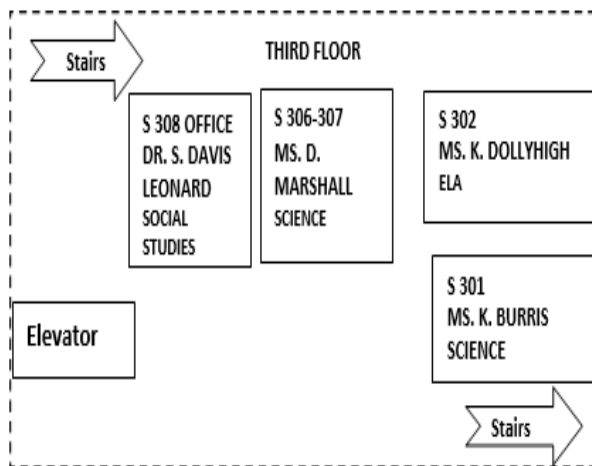 Stairs
THIRD FLOOR
S 308 OFFICE
DR. S. DAVIS
LEONARD
SOCIAL
STUDIES
S 306-307
MS. D.
MARSHALL
SCIENCE
S 302
MS. K. DOLLYHIGH
ELA
S 301
MS. K. BURRIS
SCIENCE
Elevator
Stairs